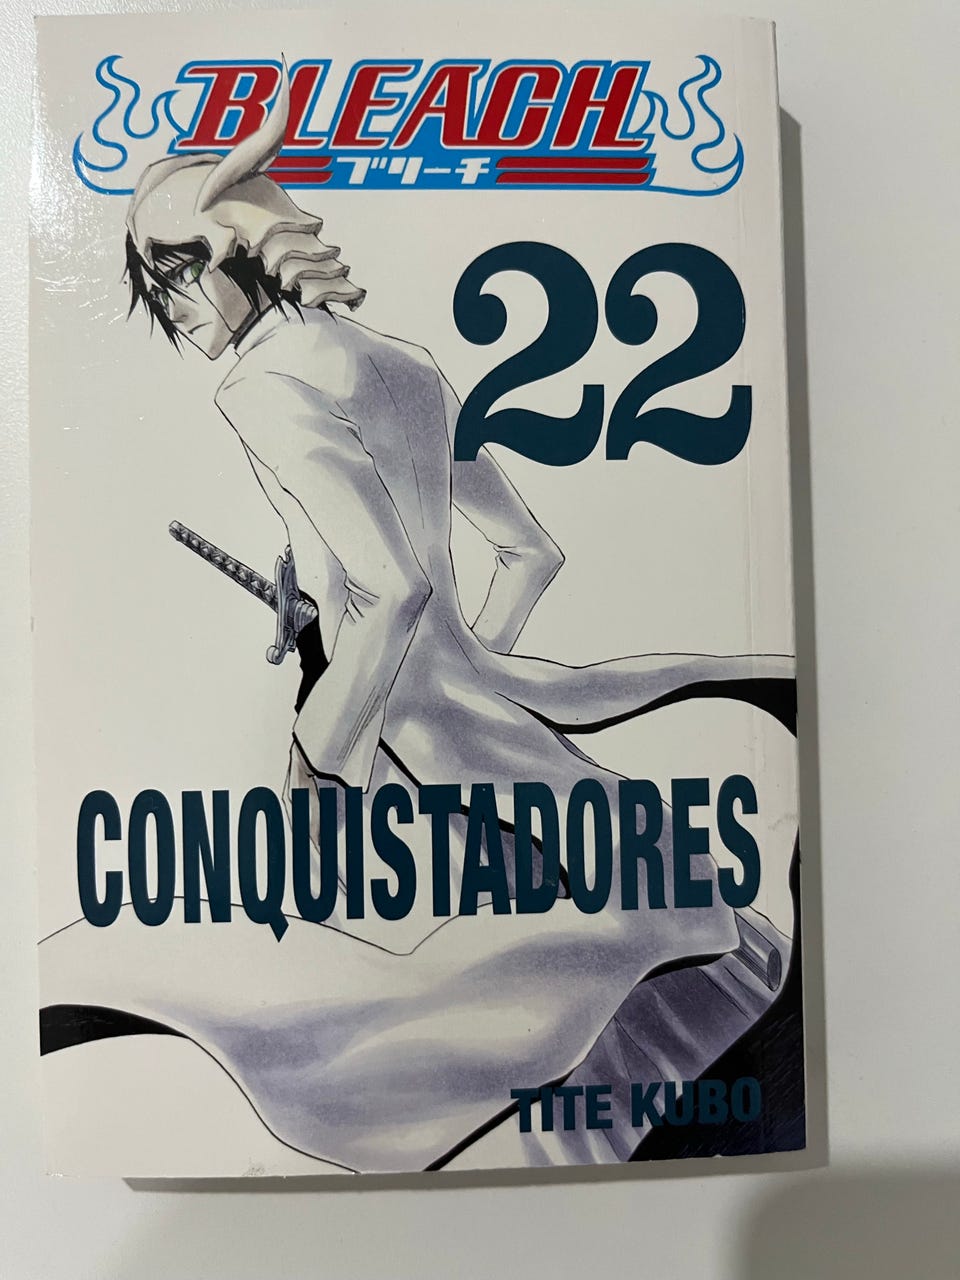 BLEACH
ブリーチ
22
CONQUISTADORES
TITE KUBO